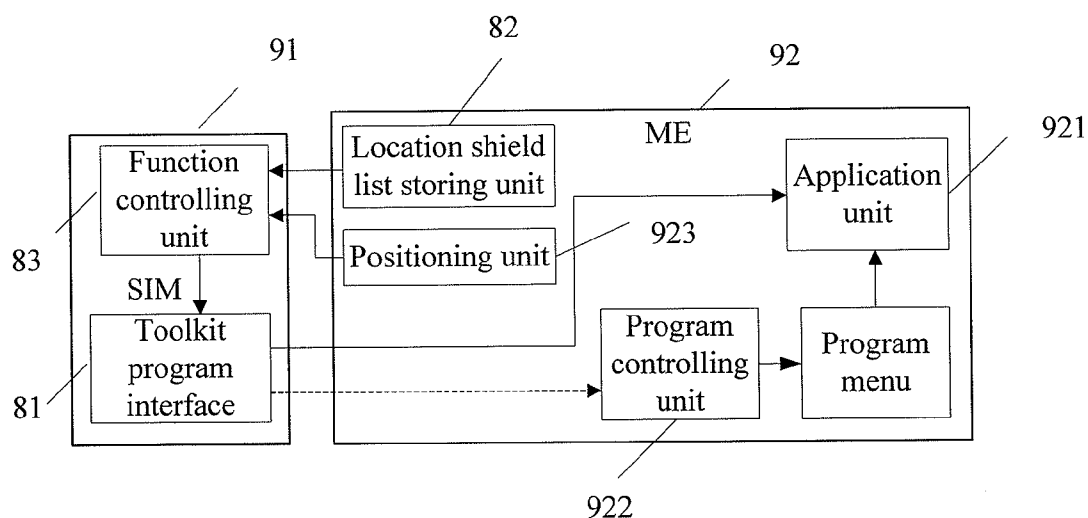 91
82
92
ME
921
Function
controlling
unit
Location shield
list storing unit
Application
unit
83
Positioning unit
923
SIM
Toolkit
program
interface
Program
controlling
unit
Program
menu
81
922